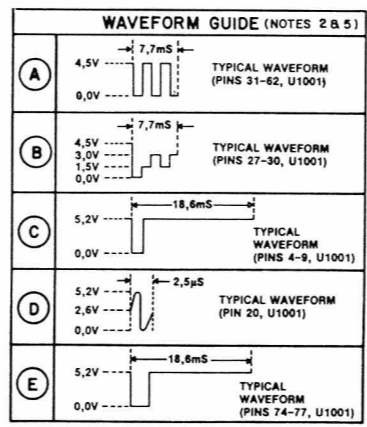 WAVEFORM GUIDE (NOTES 2 & 5)
A
7,7mS
4,5V
0,0V
TYPICAL WAVEFORM
(PINS 31-62, U1001)
B
7,7mS
4,5V
3,0V
1,5V
0,0V
TYPICAL WAVEFORM
(PINS 27-30, U1001)
C
18,6mS
5,2V
0,0V
TYPICAL
WAVEFORM
(PINS 4-9, U1001)
D
2,5µS
5,2V
2,6V
0,0V
TYPICAL WAVEFORM
(PIN 20, U1001)
E
18,6mS
5,2V
0,0V
TYPICAL
WAVEFORM
(PINS 74-77, U1001)